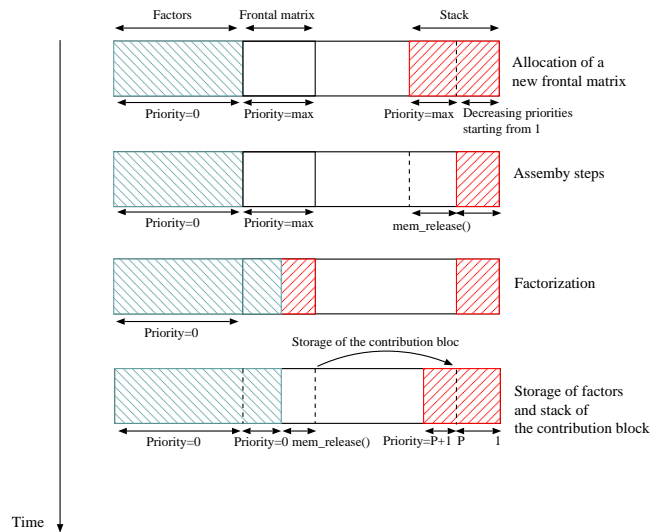 Factors
Frontal matrix
Stack
Allocation of a
new frontal matrix
Priority=0
Priority=max
Priority=max
Decreasing priorities
starting from 1
Assemby steps
Priority=0
Priority=max
mem_release()
Factorization
Priority=0
Storage of the contribution bloc
Storage of factors
and stack of
the contribution block
Priority=0
Priority=0
mem_release()
Priority=P+1
P
1
Time